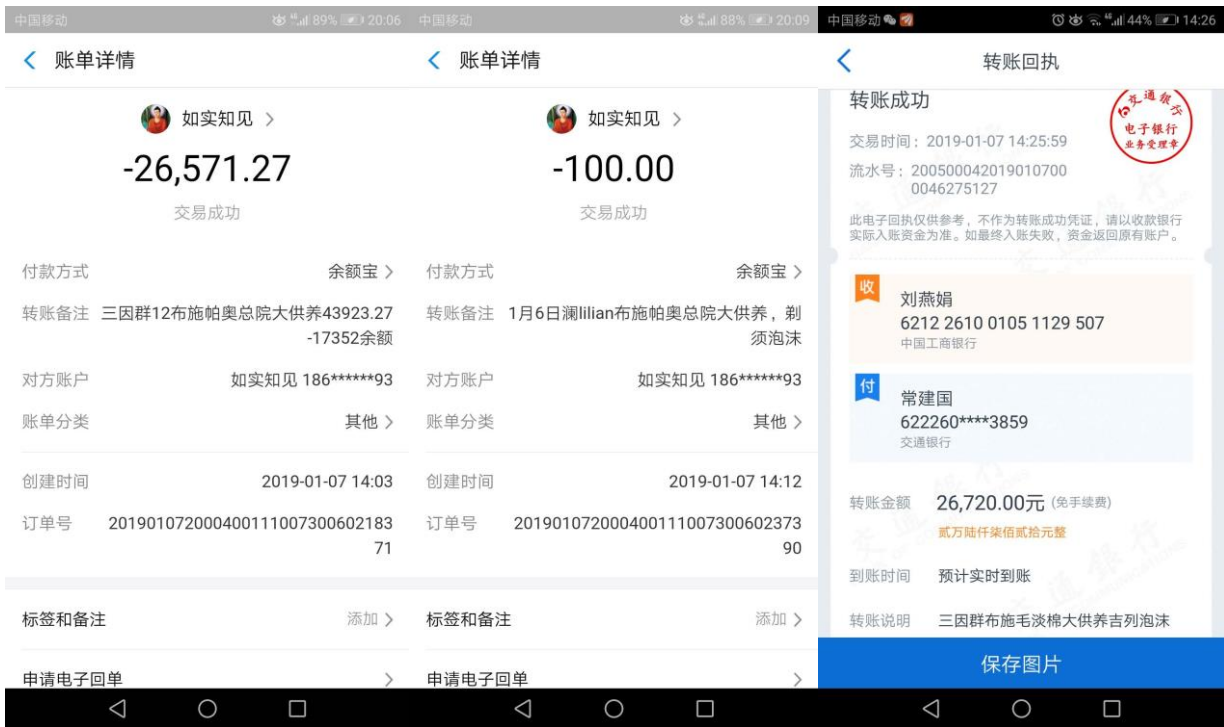 中国移动 89% 20:06
账单详情
如实知见
-26,571.27
交易成功
付款方式 余额宝
转账备注 三因群12布施帕奥总院大供养43923.27
-17352余额
对方账户 如实知见 186******93
账单分类 其他
创建时间 2019-01-07 14:03
订单号 201901072000400111007300602183
71
标签和备注 添加
申请电子回单
中国移动 88% 20:09
账单详情
如实知见
-100.00
交易成功
付款方式 余额宝
转账备注 1月6日澜lilian布施帕奥总院大供养，剃
须泡沫
对方账户 如实知见 186******93
账单分类 其他
创建时间 2019-01-07 14:12
订单号 201901072000400111007300602373
90
标签和备注 添加
申请电子回单
中国移动 44% 14:26
转账回执
转账成功
交通银行
电子银行
业务受理章
交易时间：2019-01-07 14:25:59
流水号：200500042019010700
0046275127
此电子回执仅供参考，不作为转账成功凭证，请以收款银行
实际入账资金为准。如最终入账失败，资金返回原有账户。
收
刘燕娟
6212 2610 0105 1129 507
中国工商银行
付
常建国
622260****3859
交通银行
转账金额 26,720.00元 (免手续费)
贰万陆仟柒佰贰拾元整
到账时间 预计实时到账
转账说明 三因群布施毛淡棉大供养吉列泡沫
保存图片